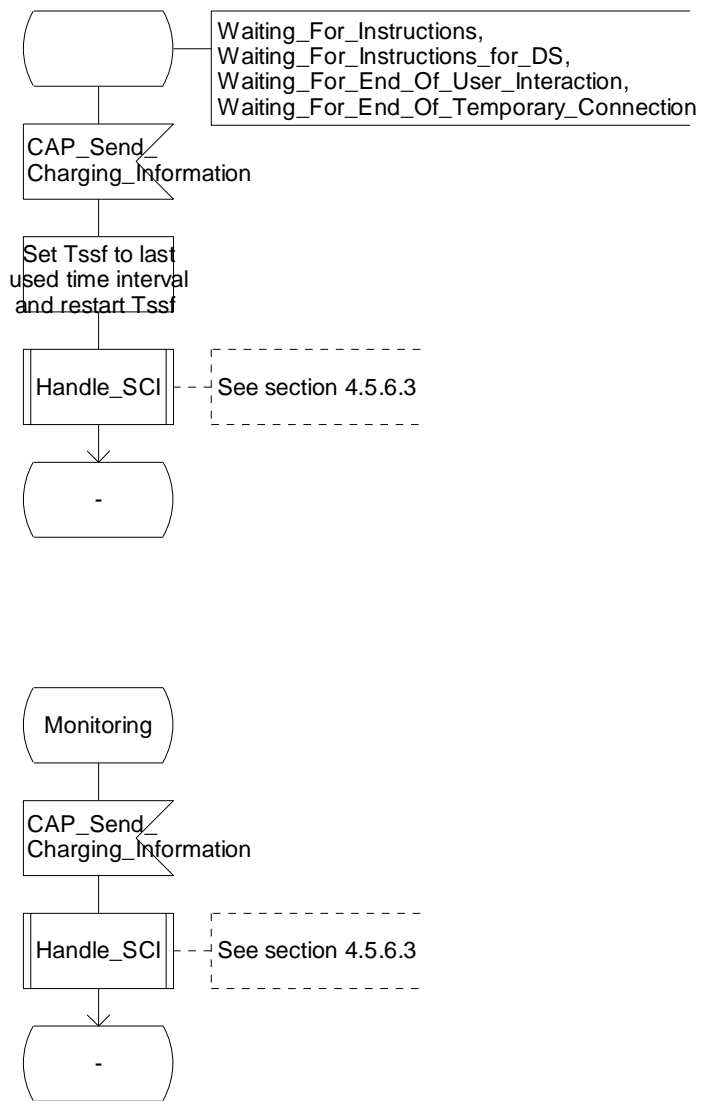 Waiting_For_Instructions,
Waiting_For_Instructions_for_DS,
Waiting_For_End_Of_User_Interaction,
Waiting_For_End_Of_Temporary_Connection
CAP_Send_
Charging_Information
Set Tssf to last
used time interval
and restart Tssf
Handle_SCI
See section 4.5.6.3
-
Monitoring
CAP_Send_
Charging_Information
Handle_SCI
See section 4.5.6.3
-